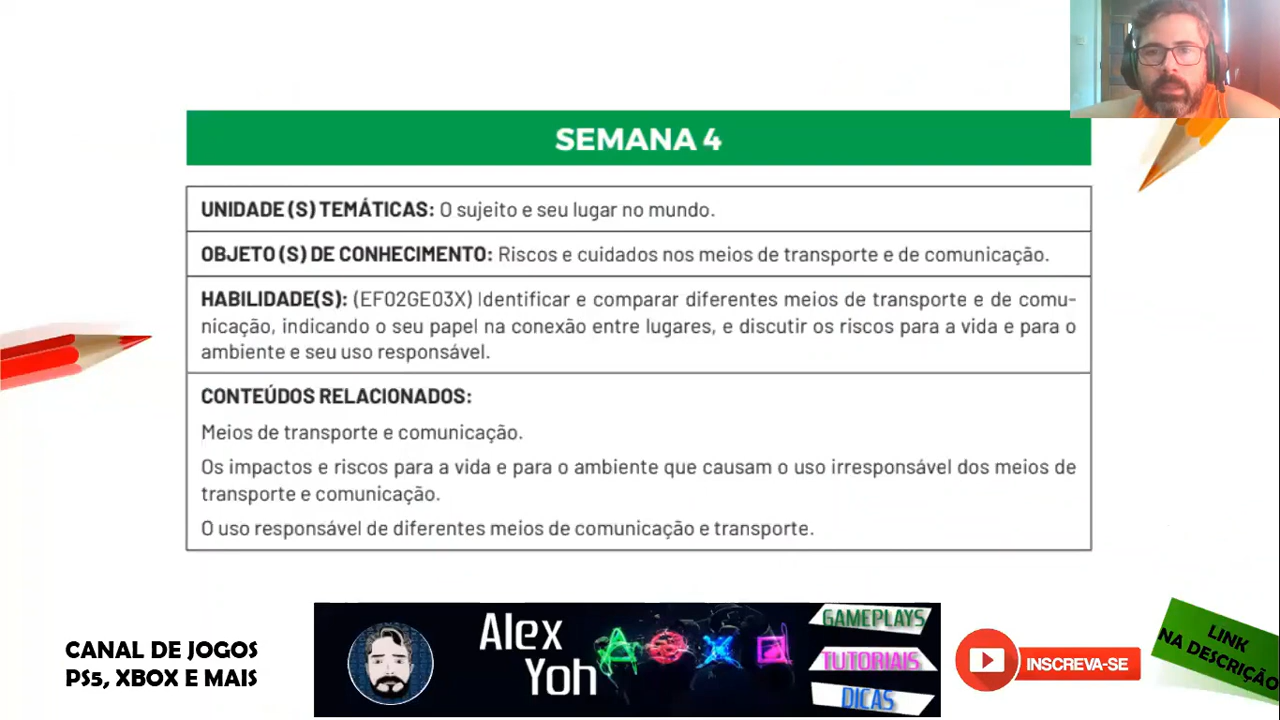 SEMANA 4
UNIDADE (S) TEMÁTICAS: O sujeito e seu lugar no mundo.
OBJETO (S) DE CONHECIMENTO: Riscos e cuidados nos meios de transporte e de comunicação.
HABILIDADE(S): (EF02GE03X) Identificar e comparar diferentes meios de transporte e de comu-
nicação, indicando o seu papel na conexão entre lugares, e discutir os riscos para a vida e para o
ambiente e seu uso responsável.
CONTEÚDOS RELACIONADOS:
Meios de transporte e comunicação.
Os impactos e riscos para a vida e para o ambiente que causam o uso irresponsável dos meios de
transporte e comunicação.
O uso responsável de diferentes meios de comunicação e transporte.
CANAL DE JOGOS
PS5, XBOX E MAIS
Alex
Yoh
GAMEPLAYS
TUTORIAIS
DICAS
INSCREVA-SE
LINK
NA DESCRIÇÃO